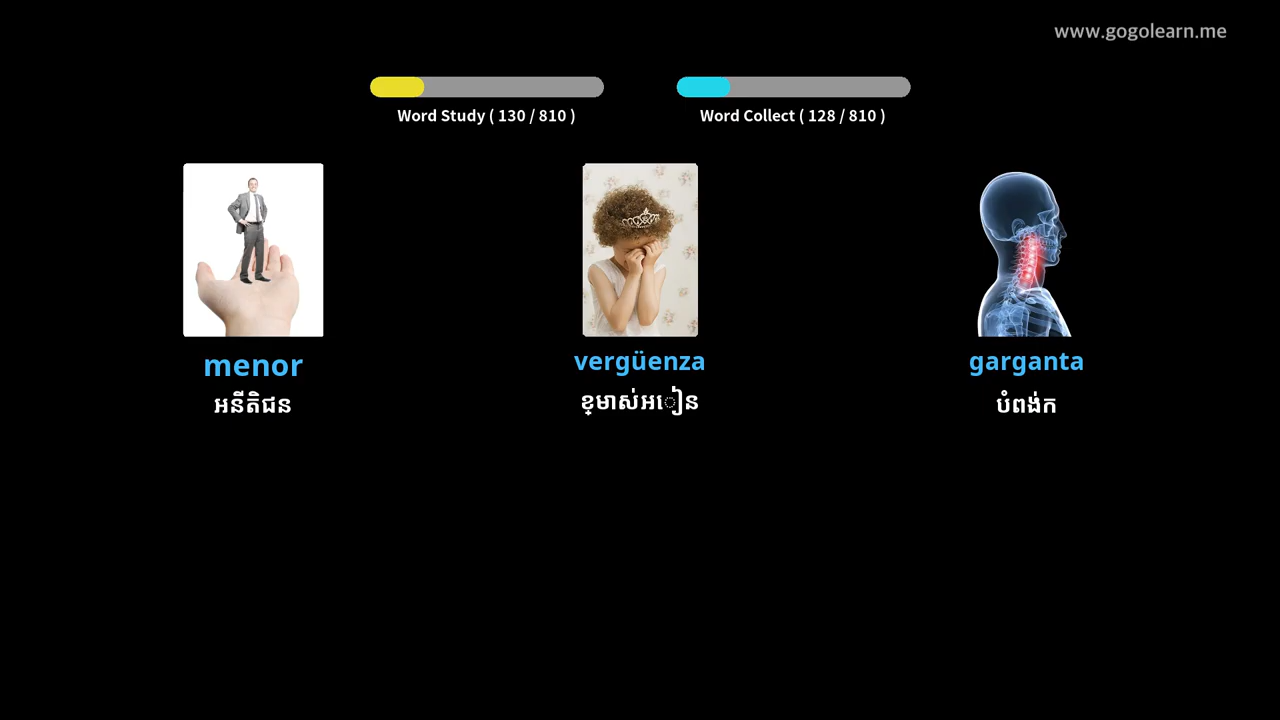 www.gogolearn.me
Word Study ( 130 / 810 )
Word Collect ( 128 / 810 )
menor
អនីតិជន
vergüenza
ខ្មាស់អៀន
garganta
បំពង់ក